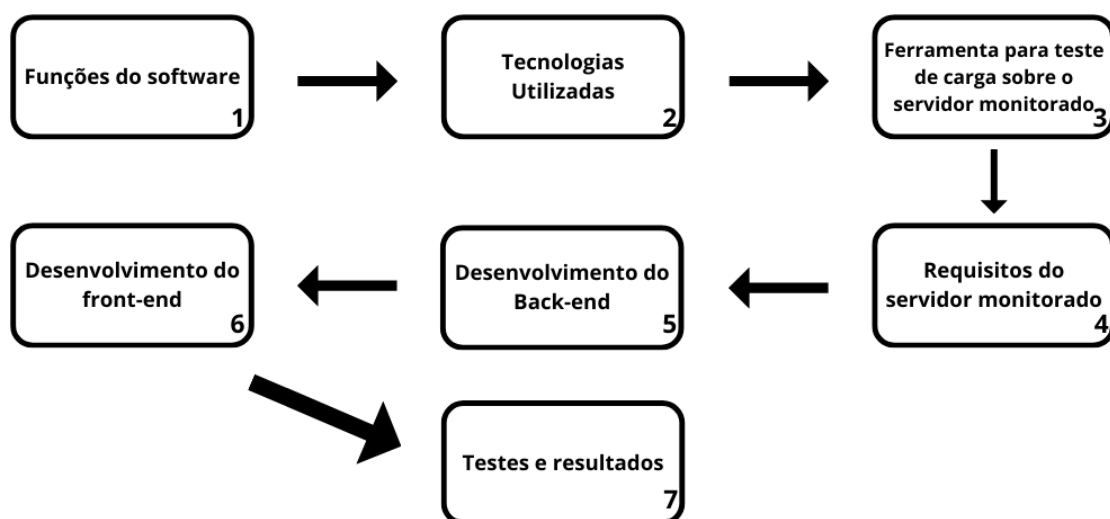 Funções do software
1
Tecnologias
Utilizadas
2
Ferramenta para teste
de carga sobre o
servidor monitorado
3
Requisitos do
servidor monitorado
4
Desenvolvimento do
Back-end
5
Desenvolvimento do
front-end
6
Testes e resultados
7